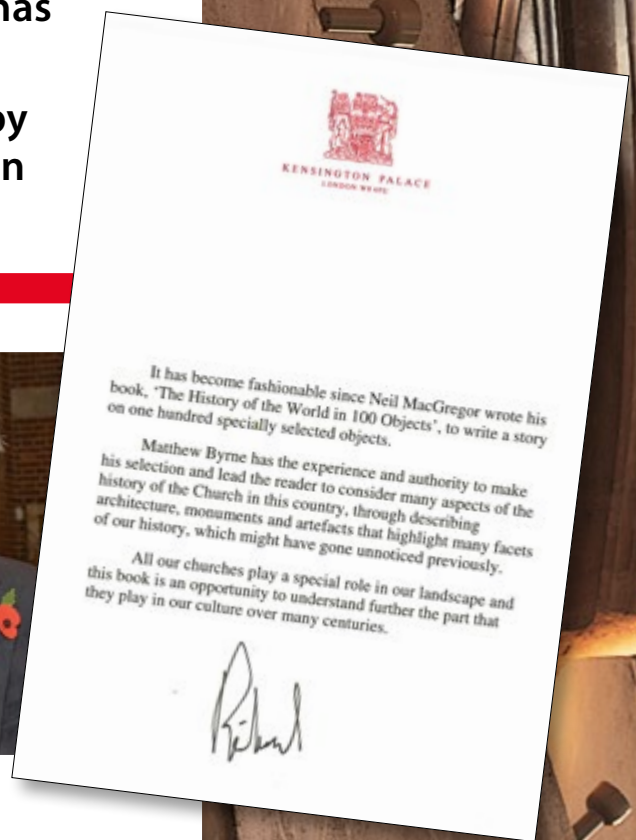 has
by
n
KENSINGTON PALACE
LONDON W8 4PU
It has become fashionable since Neil MacGregor wrote his
book, 'The History of the World in 100 Objects', to write a story
on one hundred specially selected objects.
Matthew Byrne has the experience and authority to make
his selection and lead the reader to consider many aspects of the
history of the Church in this country, through describing
architecture, monuments and artefacts that highlight many facets
of our history, which might have gone unnoticed previously.
All our churches play a special role in our landscape and
this book is an opportunity to understand further the part that
they play in our culture over many centuries.
Richard